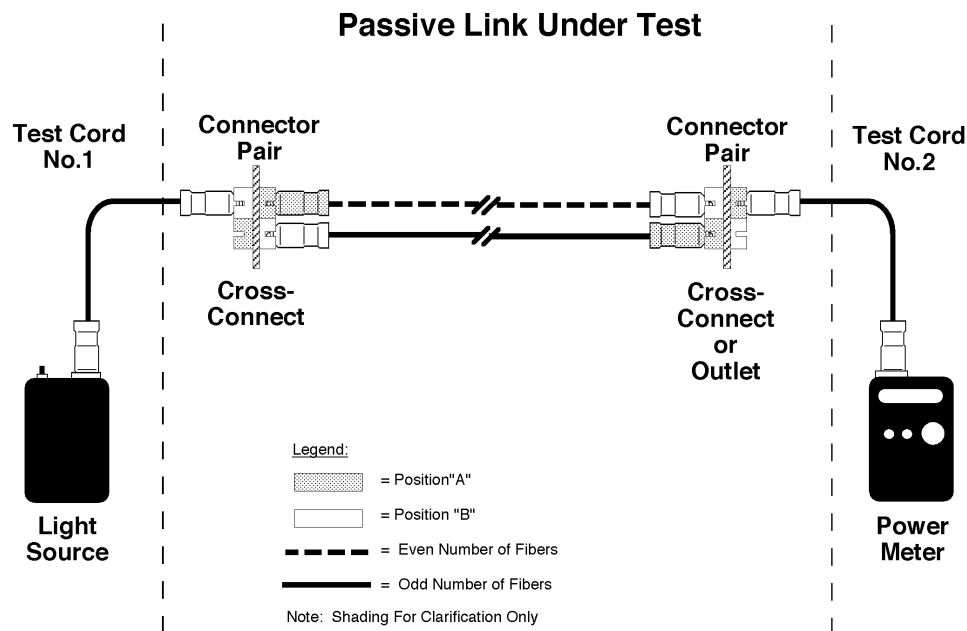 Passive Link Under Test
Test Cord
No.1
Connector
Pair
Connector
Pair
Test Cord
No.2
Cross-
Connect
Cross-
Connect
or
Outlet
Light
Source
Power
Meter
Legend:
= Position"A"
= Position "B"
= Even Number of Fibers
= Odd Number of Fibers
Note: Shading For Clarification Only